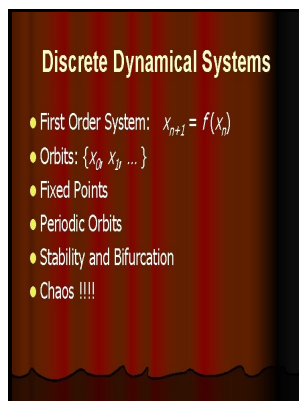 Discrete Dynamical Systems
First Order System: xn+1 = f (xn)
Orbits: {x0, x1, ... }
Fixed Points
Periodic Orbits
Stability and Bifurcation
Chaos !!!!